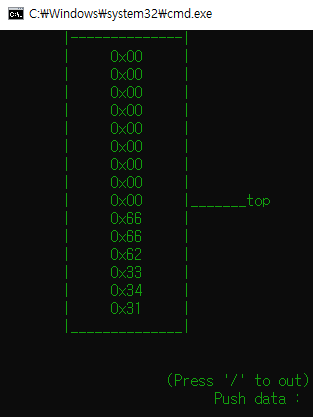 C:₩Windows₩system32₩cmd.exe
|______________|
| 0x00 |
| 0x00 |
| 0x00 |
| 0x00 |
| 0x00 |
| 0x00 |
| 0x00 |
| 0x00 |
| 0x00 |_______top
| 0x66 |
| 0x66 |
| 0x62 |
| 0x33 |
| 0x34 |
| 0x31 |
|______________|
(Press '/' to out)
Push data :